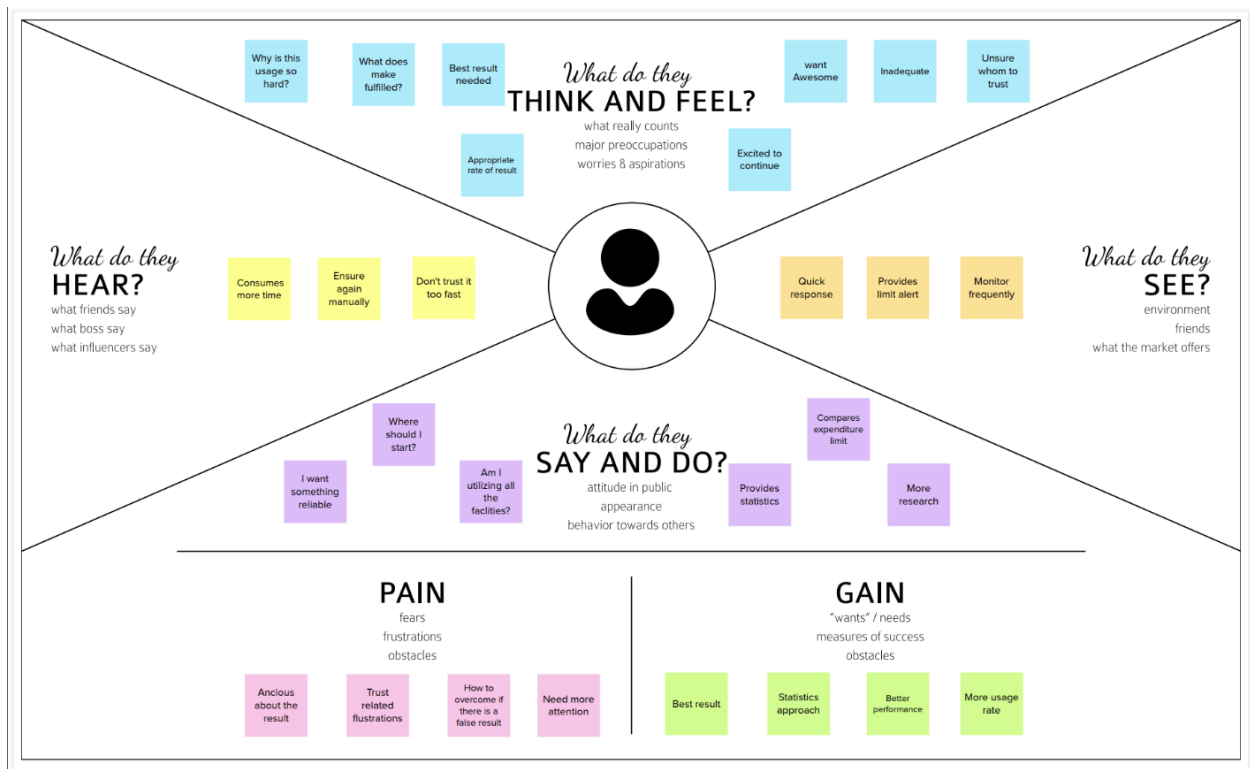 Why is this
usage so
hard?
What does
make
fulfilled?
Best result
needed
Appropriate
rate of result
What do they
THINK AND FEEL?
what really counts
major preoccupations
worries & aspirations
want
Awesome
Inadequate
Unsure
whom to
trust
Excited to
continue
What do they
HEAR?
what friends say
what boss say
what influencers say
Consumes
more time
Ensure
again
manually
Don't trust it
too fast
Quick
response
Provides
limit alert
Monitor
frequently
What do they
SEE?
environment
friends
what the market offers
Where
should I
start?
I want
something
reliable
Am I
utilizing all
the
faclities?
What do they
SAY AND DO?
attitude in public
appearance
behavior towards others
Compares
expenditure
limit
Provides
statistics
More
research
PAIN
fears
frustrations
obstacles
Ancious
about the
result
Trust
related
flustrations
How to
overcome if
there is a
false result
Need more
attention
GAIN
"wants" / needs
measures of success
obstacles
Best result
Statistics
approach
Better
performance
More usage
rate